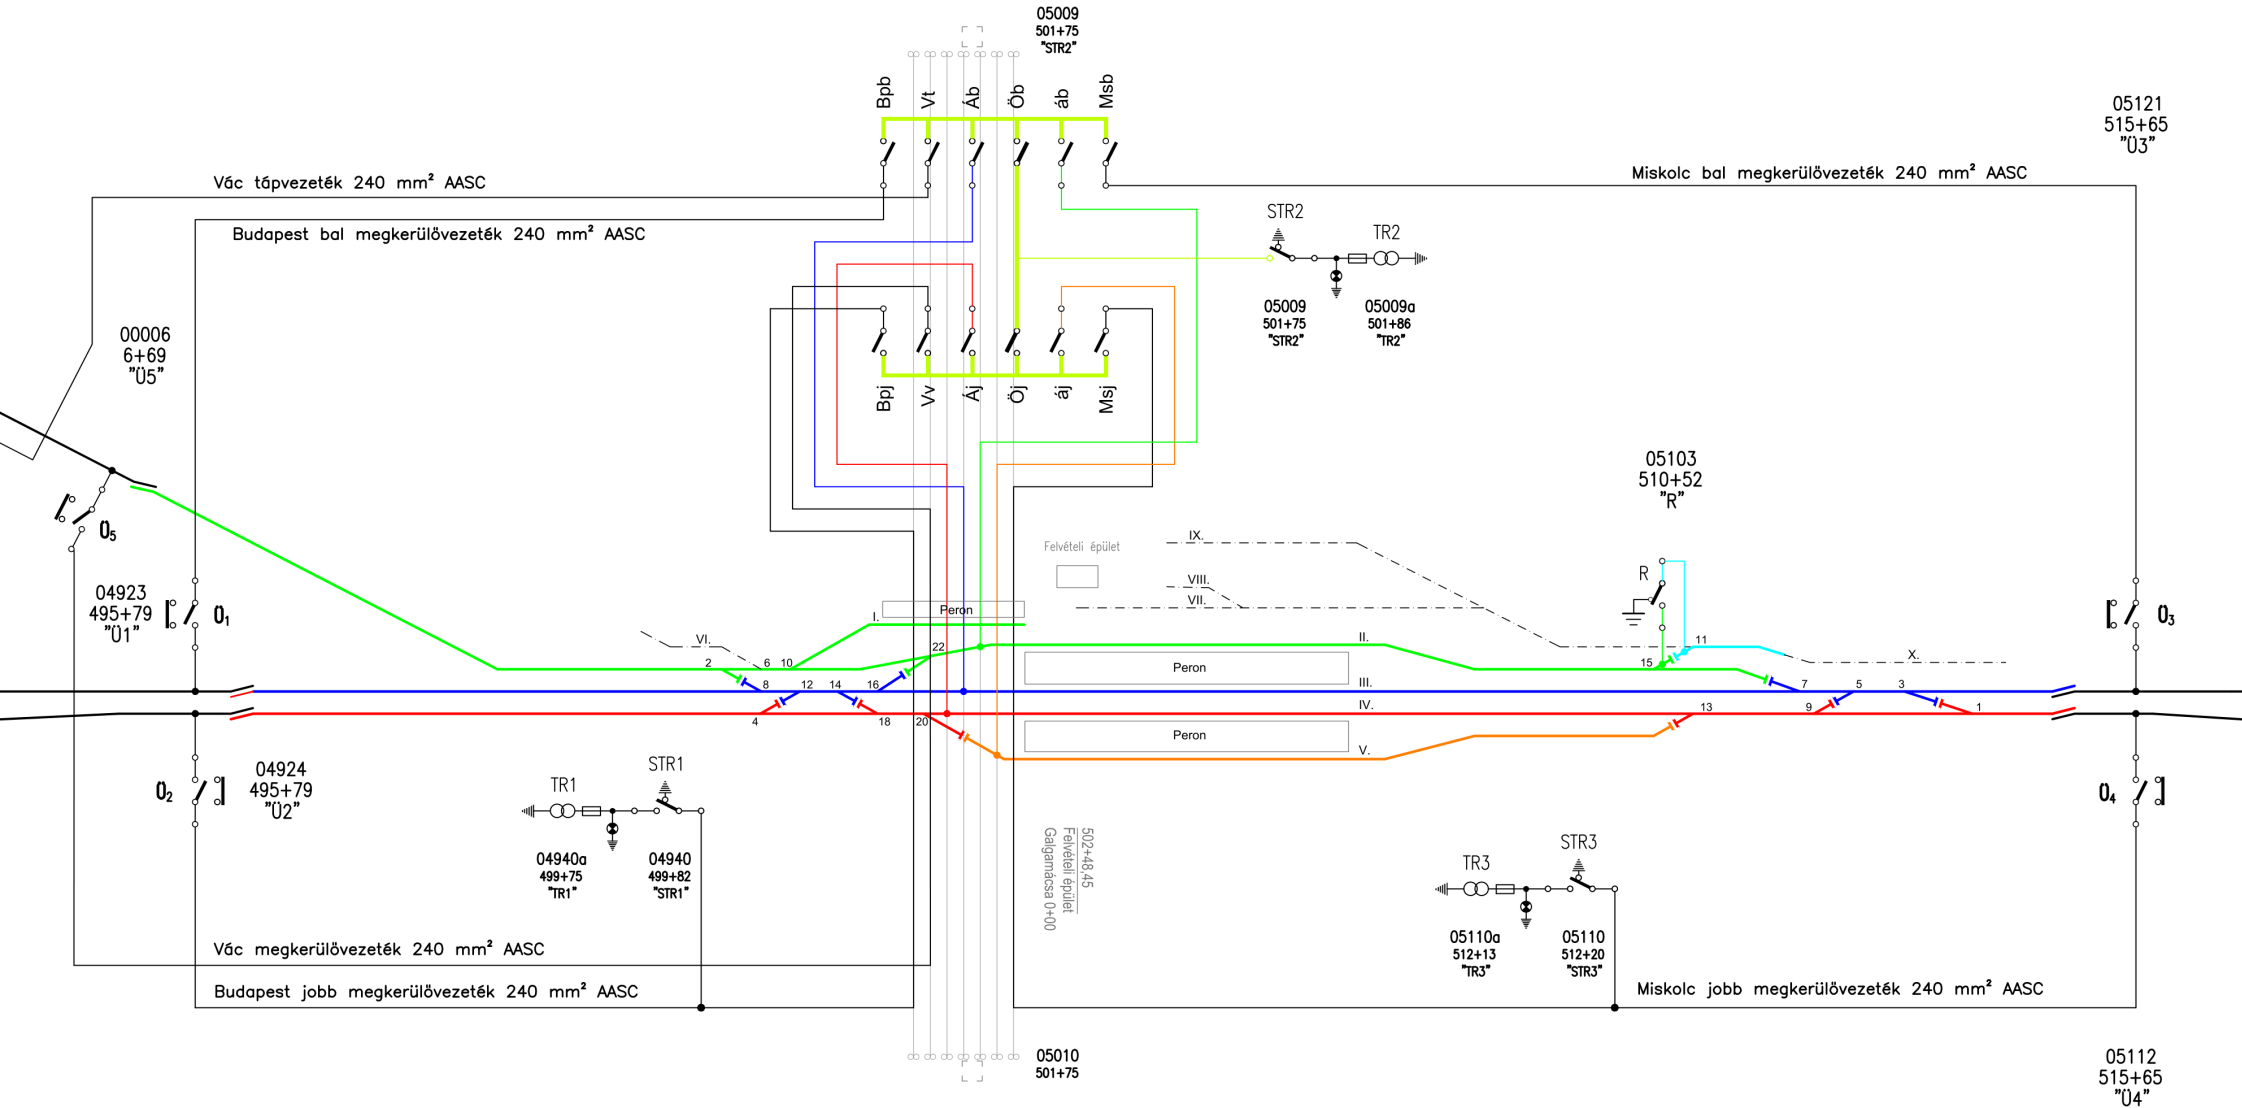 05009
501+75
"STR2"
Bpb
Vt
Áb
Öb
áb
Msb
05121
515+65
"Ü3"
Vác tápvezeték 240 mm² AASC
Miskolc bal megkerülővezeték 240 mm² AASC
Budapest bal megkerülővezeték 240 mm² AASC
STR2
TR2
05009
501+75
"STR2"
05009a
501+86
"TR2"
00006
6+69
"Ü5"
Bpj
Vv
Áj
Öj
áj
Msj
05103
510+52
"R"
Ü5
IX.
Felvételi épület
R
VIII.
VII.
04923
495+79
"Ü1"
Ü1
Peron
I.
Ü3
VI.
22
II.
11
X.
2
6
10
Peron
15
8
12
14
16
III.
7
5
3
4
18
20
IV.
13
9
1
Peron
V.
Ü2
04924
495+79
"Ü2"
TR1
STR1
Ü4
04940a
499+75
"TR1"
04940
499+82
"STR1"
502+48,45
Felvételi épület
Galgamácsa 0+00
TR3
STR3
05110a
512+13
"TR3"
05110
512+20
"STR3"
Vác megkerülővezeték 240 mm² AASC
Budapest jobb megkerülővezeték 240 mm² AASC
Miskolc jobb megkerülővezeték 240 mm² AASC
05010
501+75
05112
515+65
"Ü4"